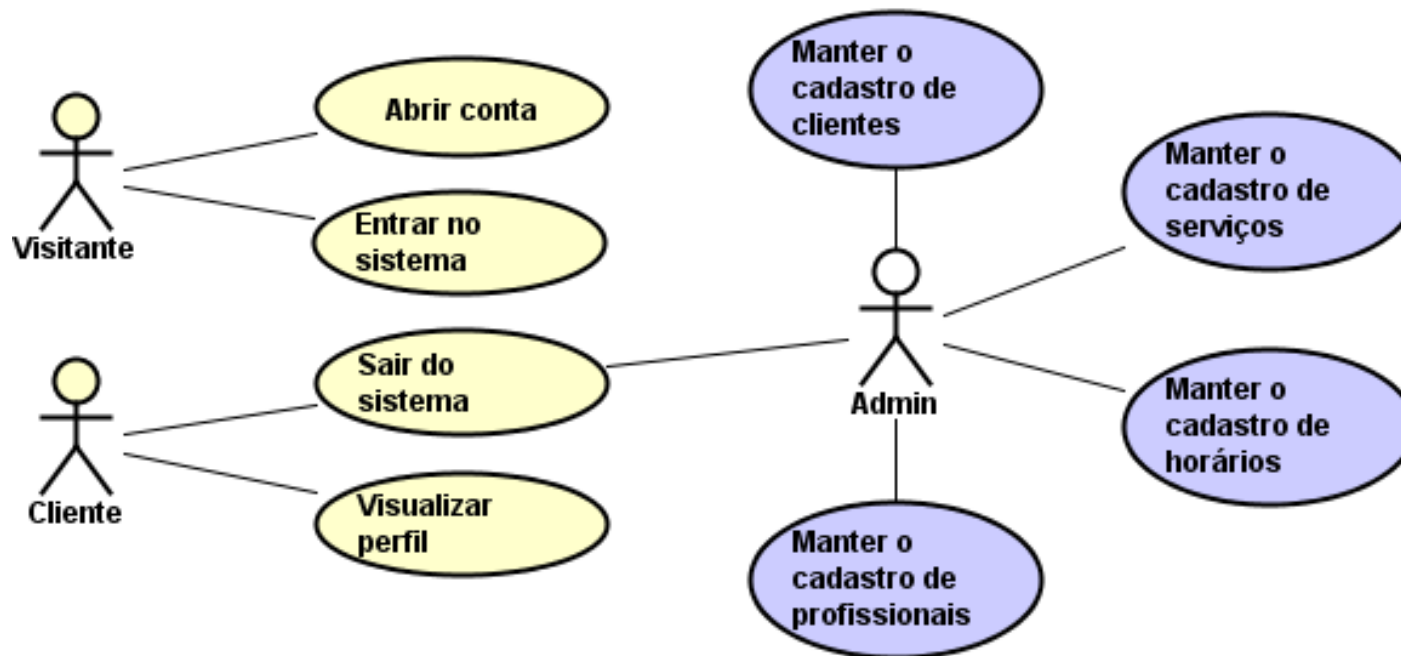 Visitante
Abrir conta
Entrar no
sistema
Cliente
Sair do
sistema
Visualizar
perfil
Manter o
cadastro de
clientes
Admin
Manter o
cadastro de
serviços
Manter o
cadastro de
horários
Manter o
cadastro de
profissionais